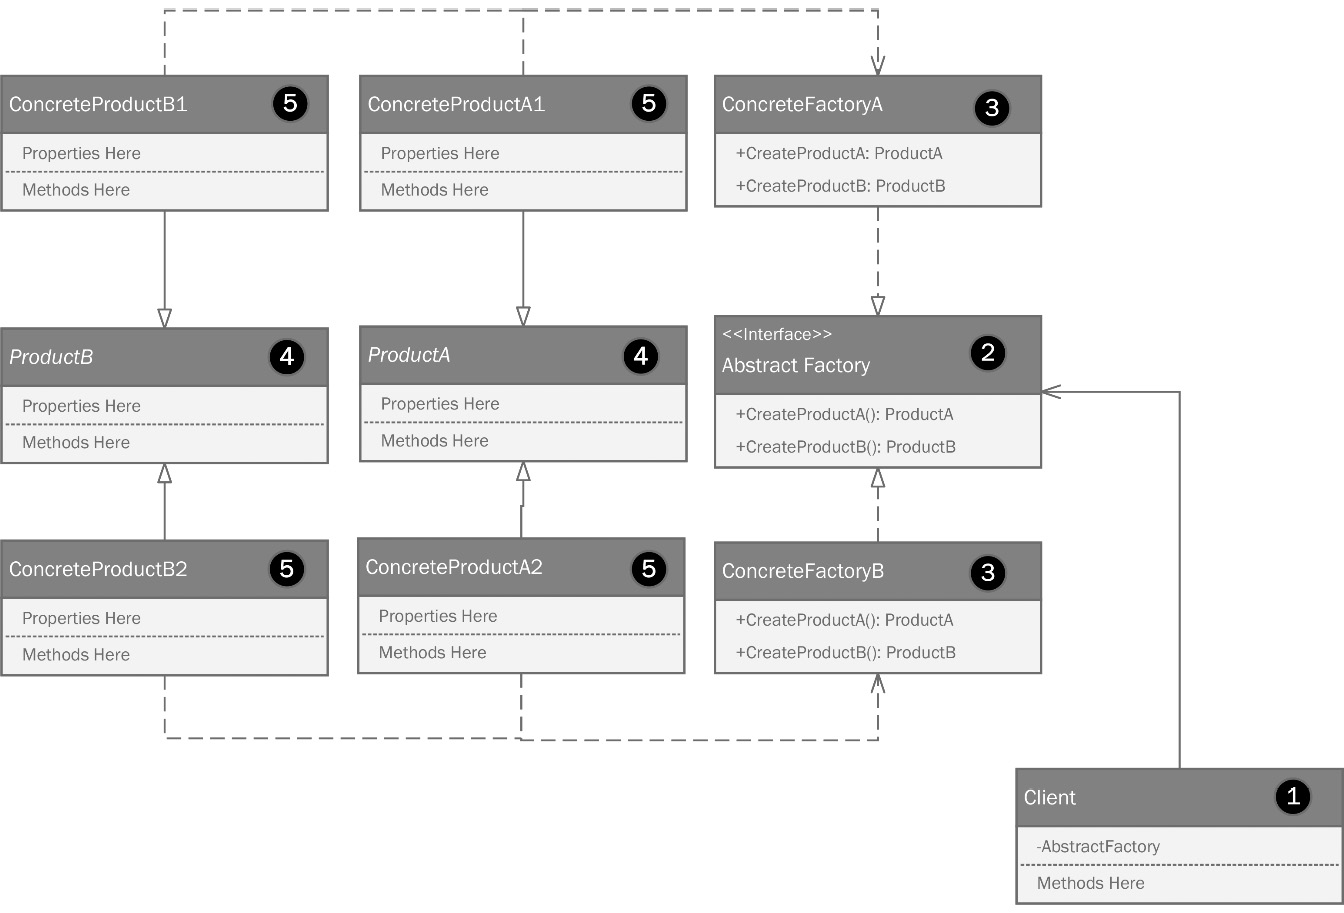 ConcreteProductB1
5
Properties Here
Methods Here
ConcreteProductA1
5
Properties Here
Methods Here
ConcreteFactoryA
3
+CreateProductA: ProductA
+CreateProductB: ProductB
ProductB
4
Properties Here
Methods Here
ProductA
4
Properties Here
Methods Here
<<Interface>>
Abstract Factory
2
+CreateProductA(): ProductA
+CreateProductB(): ProductB
ConcreteProductB2
5
Properties Here
Methods Here
ConcreteProductA2
5
Properties Here
Methods Here
ConcreteFactoryB
3
+CreateProductA(): ProductA
+CreateProductB(): ProductB
Client
1
-AbstractFactory
Methods Here